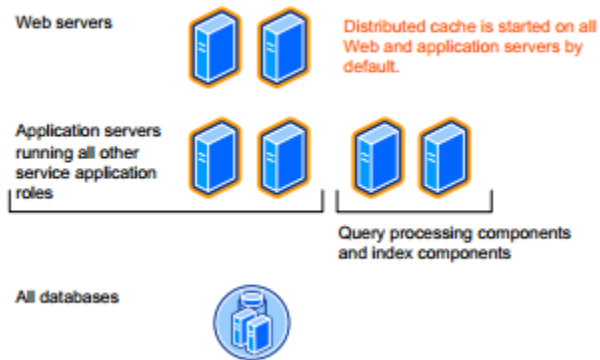 Web servers
Distributed cache is started on all
Web and application servers by
default.
Application servers
running all other
service application
roles
Query processing components
and index components
All databases